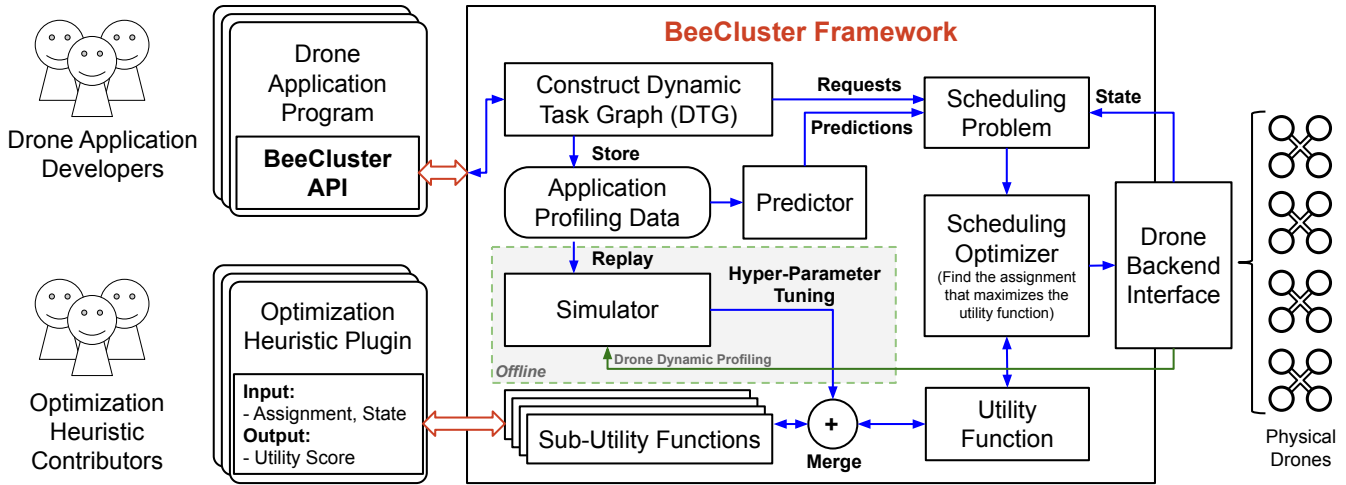 BeeCluster Framework
Drone Application
Developers
Drone
Application
Program
BeeCluster
API
Construct Dynamic
Task Graph (DTG)
Requests
Predictions
Scheduling
Problem
State
Store
Application
Profiling Data
Predictor
Scheduling
Optimizer
(Find the assignment
that maximizes the
utility function)
Drone
Backend
Interface
Replay
Hyper-Parameter
Tuning
Simulator
Drone Dynamic Profiling
Offline
Optimization
Heuristic
Contributors
Optimization
Heuristic Plugin
Input:
- Assignment, State
Output:
- Utility Score
Sub-Utility Functions
+
Merge
Utility
Function
Physical
Drones